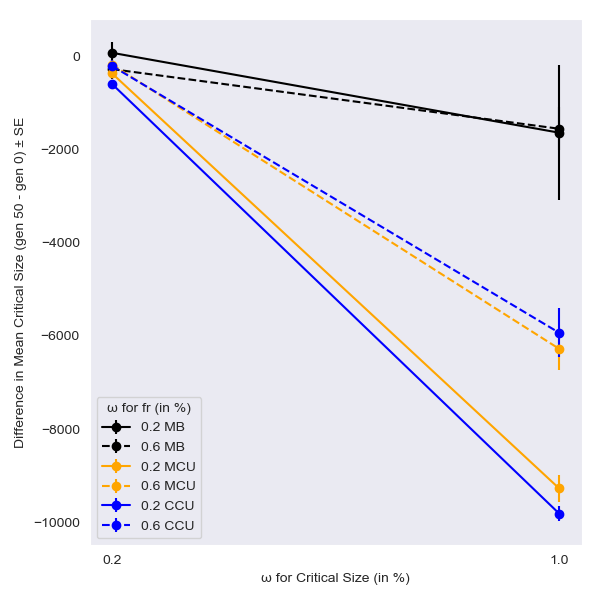 Difference in Mean Critical Size (gen 50 - gen 0) ± SE
0
−2000
−4000
−6000
−8000
−10000
ω for fr (in %)
0.2 MB
0.6 MB
0.2 MCU
0.6 MCU
0.2 CCU
0.6 CCU
0.2
1.0
ω for Critical Size (in %)